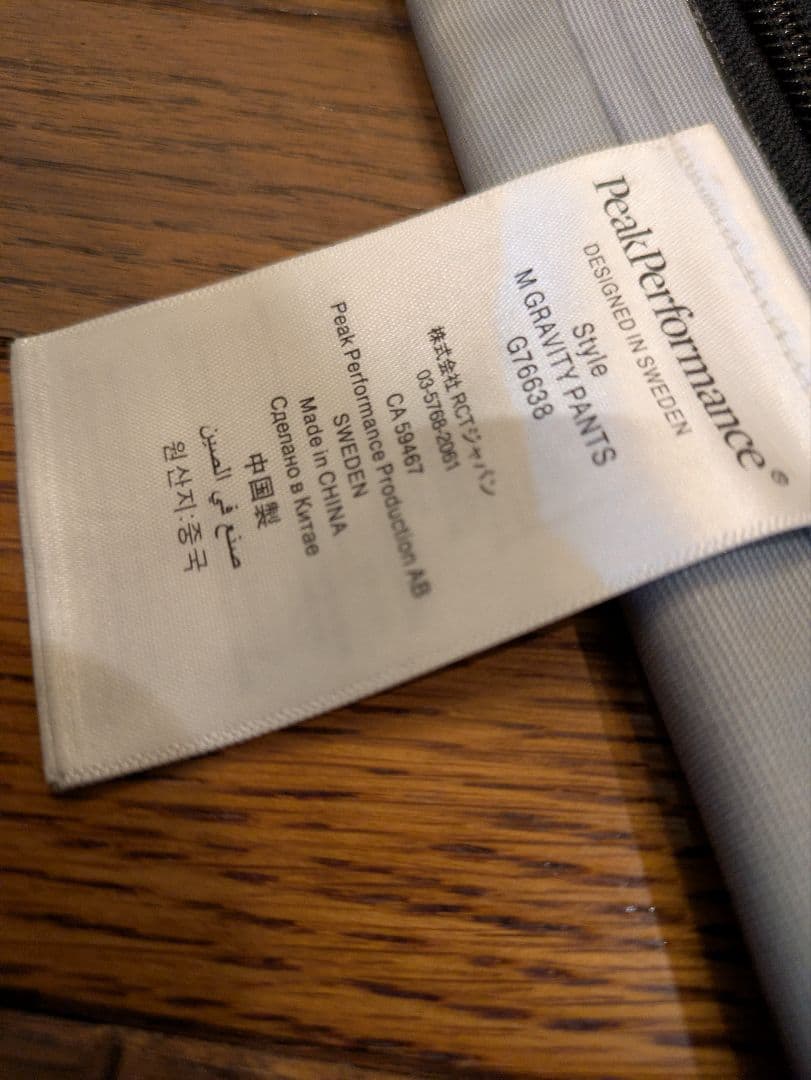 PeakPerformance®
DESIGNED IN SWEDEN
Style
M GRAVITY PANTS
G76638
株式会社 RCTジャパン
03-5768-2061
CA 59467
Peak Performance Production AB
SWEDEN
Made in CHINA
Сделано в Китае
中国製
صنع في الصين
원산지:중국